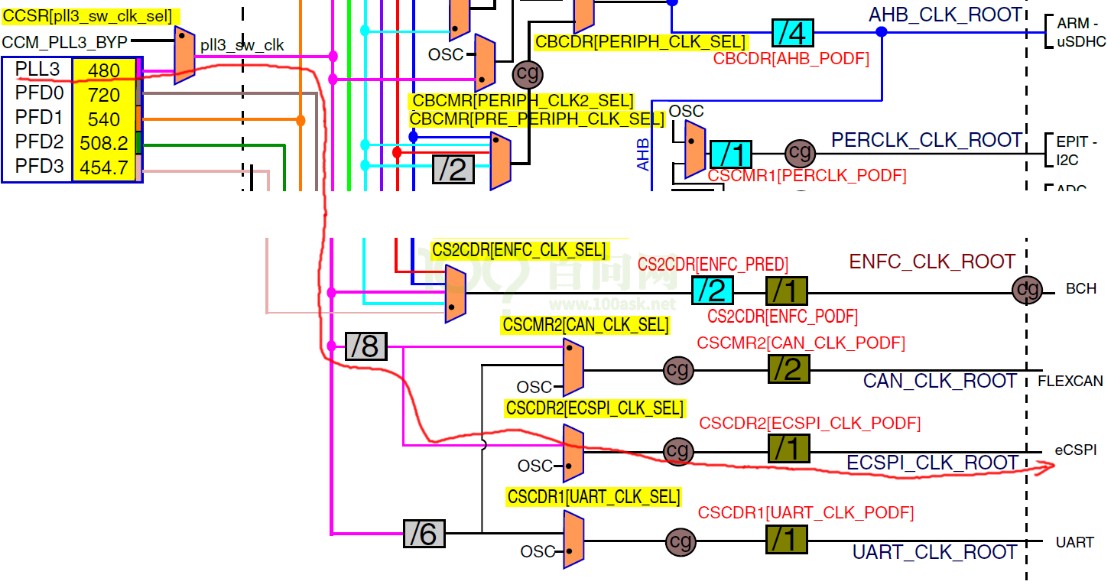 CCSR[pll3_sw_clk_sel]
CCM_PLL3_BYP
pll3_sw_clk
PLL3 480
PFD0 720
PFD1 540
PFD2 508.2
PFD3 454.7
OSC
cg
CBCDR[PERIPH_CLK_SEL]
/4
CBCDR[AHB_PODF]
AHB_CLK_ROOT
ARM -
uSDHC
CBCMR[PERIPH_CLK2_SEL]
CBCMR[PRE_PERIPH_CLK_SEL]
/2
AHB
OSC
/1
cg
PERCLK_CLK_ROOT
EPIT -
I2C
CSCMR1[PERCLK_PODF]
ADC
CS2CDR[ENFC_CLK_SEL]
CS2CDR[ENFC_PRED]
ENFC_CLK_ROOT
/2
/1
cg
BCH
www.100ask.net
CS2CDR[ENFC_PODF]
CSCMR2[CAN_CLK_SEL]
/8
CSCMR2[CAN_CLK_PODF]
cg
/2
OSC
CAN_CLK_ROOT
FLEXCAN
CSCDR2[ECSPI_CLK_SEL]
CSCDR2[ECSPI_CLK_PODF]
cg
/1
eCSPI
OSC
ECSPI_CLK_ROOT
CSCDR1[UART_CLK_SEL]
CSCDR1[UART_CLK_PODF]
/6
cg
/1
UART
OSC
UART_CLK_ROOT